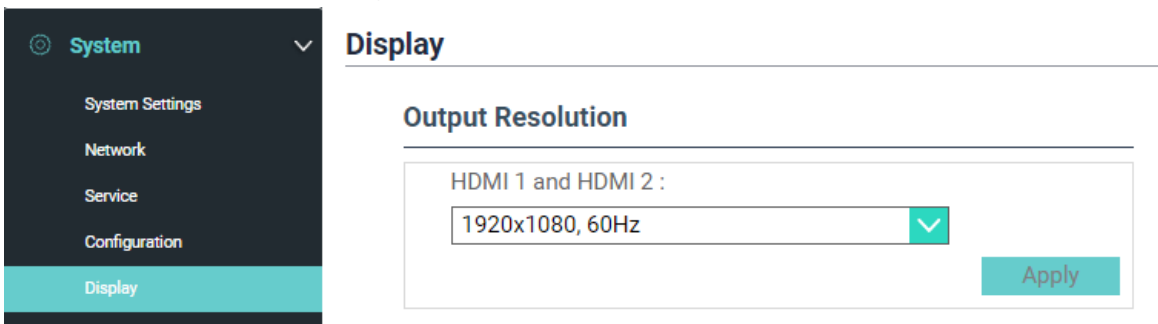 System
System Settings
Network
Service
Configuration
Display
Display
Output Resolution
HDMI 1 and HDMI 2 :
1920x1080, 60Hz
Apply